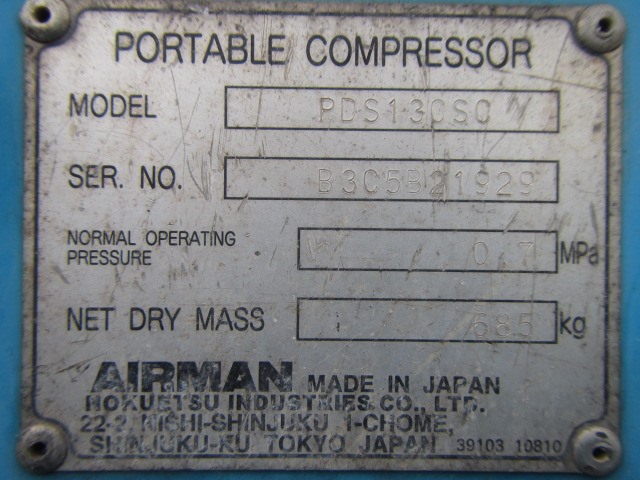 PORTABLE COMPRESSOR
MODEL PDS130SC
SER. NO. B3C5B21929
NORMAL OPERATING PRESSURE 0.7 MPa
NET DRY MASS 685 kg
AIRMAN MADE IN JAPAN
HOKUETSU INDUSTRIES CO., LTD.
22-2, NISHI-SHINJUKU 1-CHOME,
SHINJUKU-KU TOKYO JAPAN 39103 10810